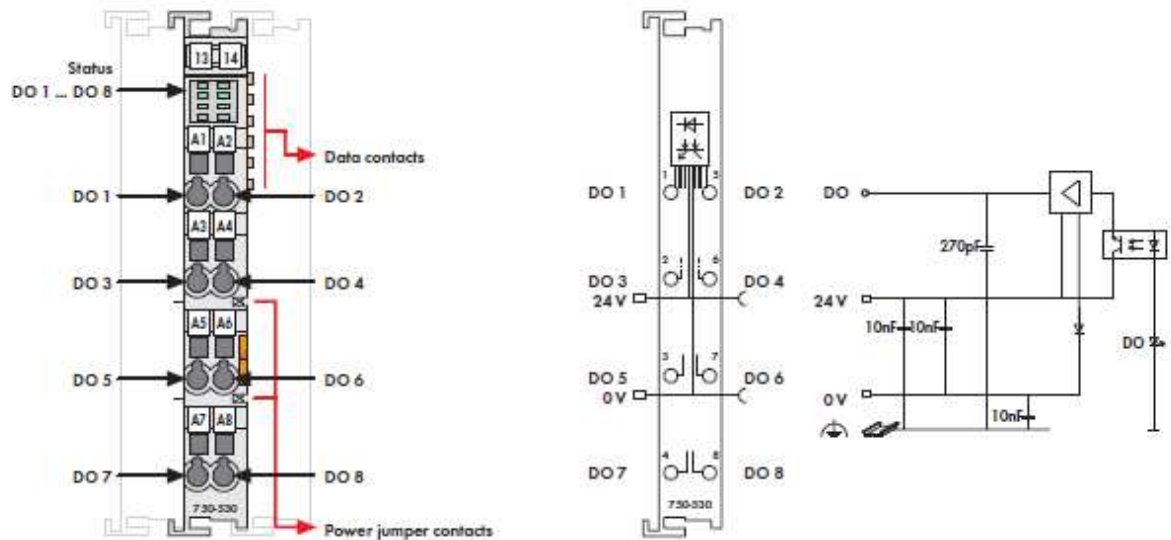 13 14
Status
DO 1 ... DO 8
A1 A2
Data contacts
DO 1
DO 2
A3 A4
DO 3
DO 4
A5 A6
DO 5
DO 6
A7 A8
DO 7
DO 8
750-530
Power jumper contacts
1 5
DO 1
DO 2
2 6
DO 3
DO 4
24 V
3 7
DO 5
DO 6
0 V
4 8
DO 7
DO 8
750-530
DO
270pF
24 V
10nF 10nF
DO
0 V
10nF